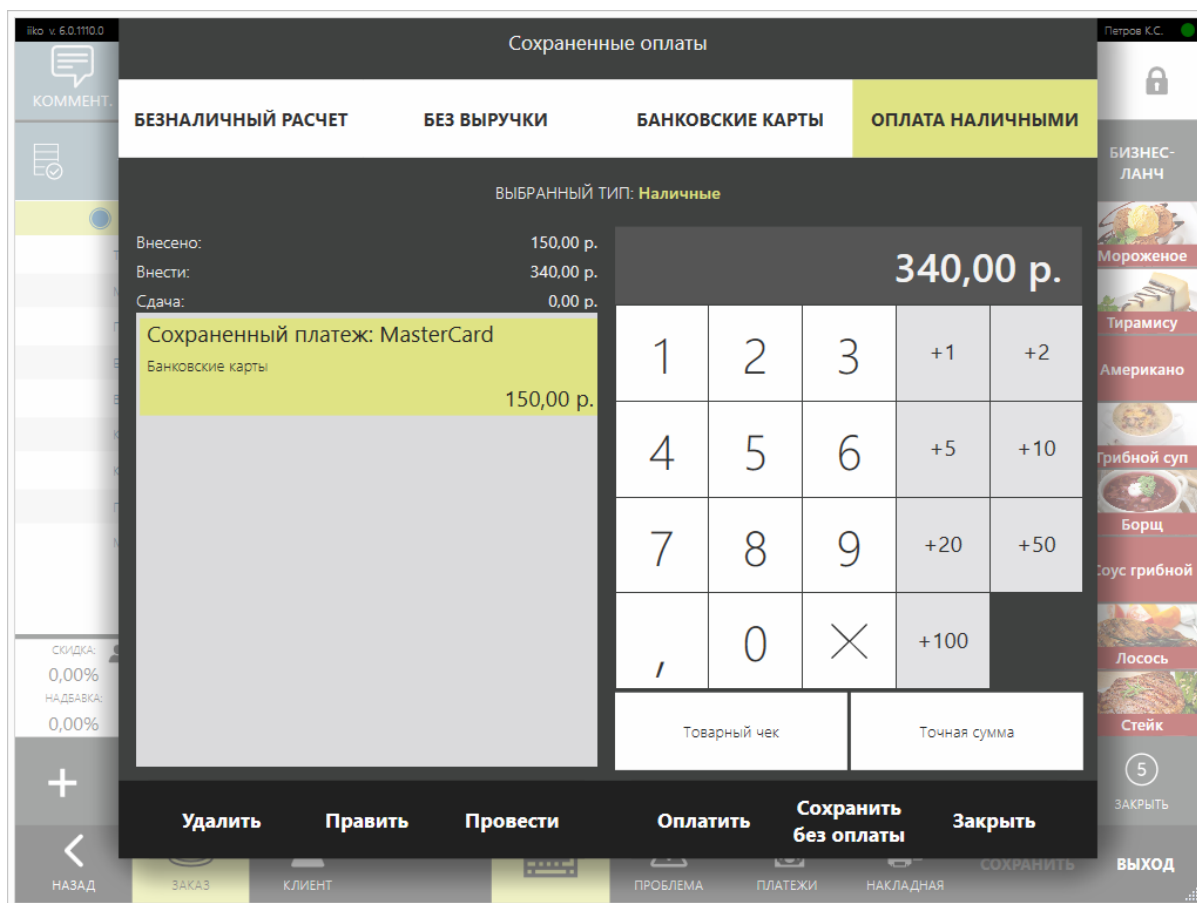 iiko v. 6.0.1110.0
Сохраненные оплаты
Петров К.С.
КОММЕНТ.
БЕЗНАЛИЧНЫЙ РАСЧЕТ
БЕЗ ВЫРУЧКИ
БАНКОВСКИЕ КАРТЫ
ОПЛАТА НАЛИЧНЫМИ
ВЫБРАННЫЙ ТИП: Наличные
Внесено: 150,00 р.
Внести: 340,00 р.
Сдача: 0,00 р.
Сохраненный платеж: MasterCard
Банковские карты
150,00 р.
340,00 р.
1 2 3 +1 +2
4 5 6 +5 +10
7 8 9 +20 +50
, 0 +100
Товарный чек
Точная сумма
БИЗНЕС-
ЛАНЧ
Мороженое
Тирамису
Американо
Грибной суп
Борщ
Соус грибной
Лосось
Стейк
СКИДКА:
0,00%
НАДБАВКА:
0,00%
Удалить
Править
Провести
Оплатить
Сохранить
без оплаты
Закрыть
5
ЗАКРЫТЬ
НАЗАД
ЗАКАЗ
КЛИЕНТ
ПРОБЛЕМА
ПЛАТЕЖИ
НАКЛАДНАЯ
СОХРАНИТЬ
ВЫХОД